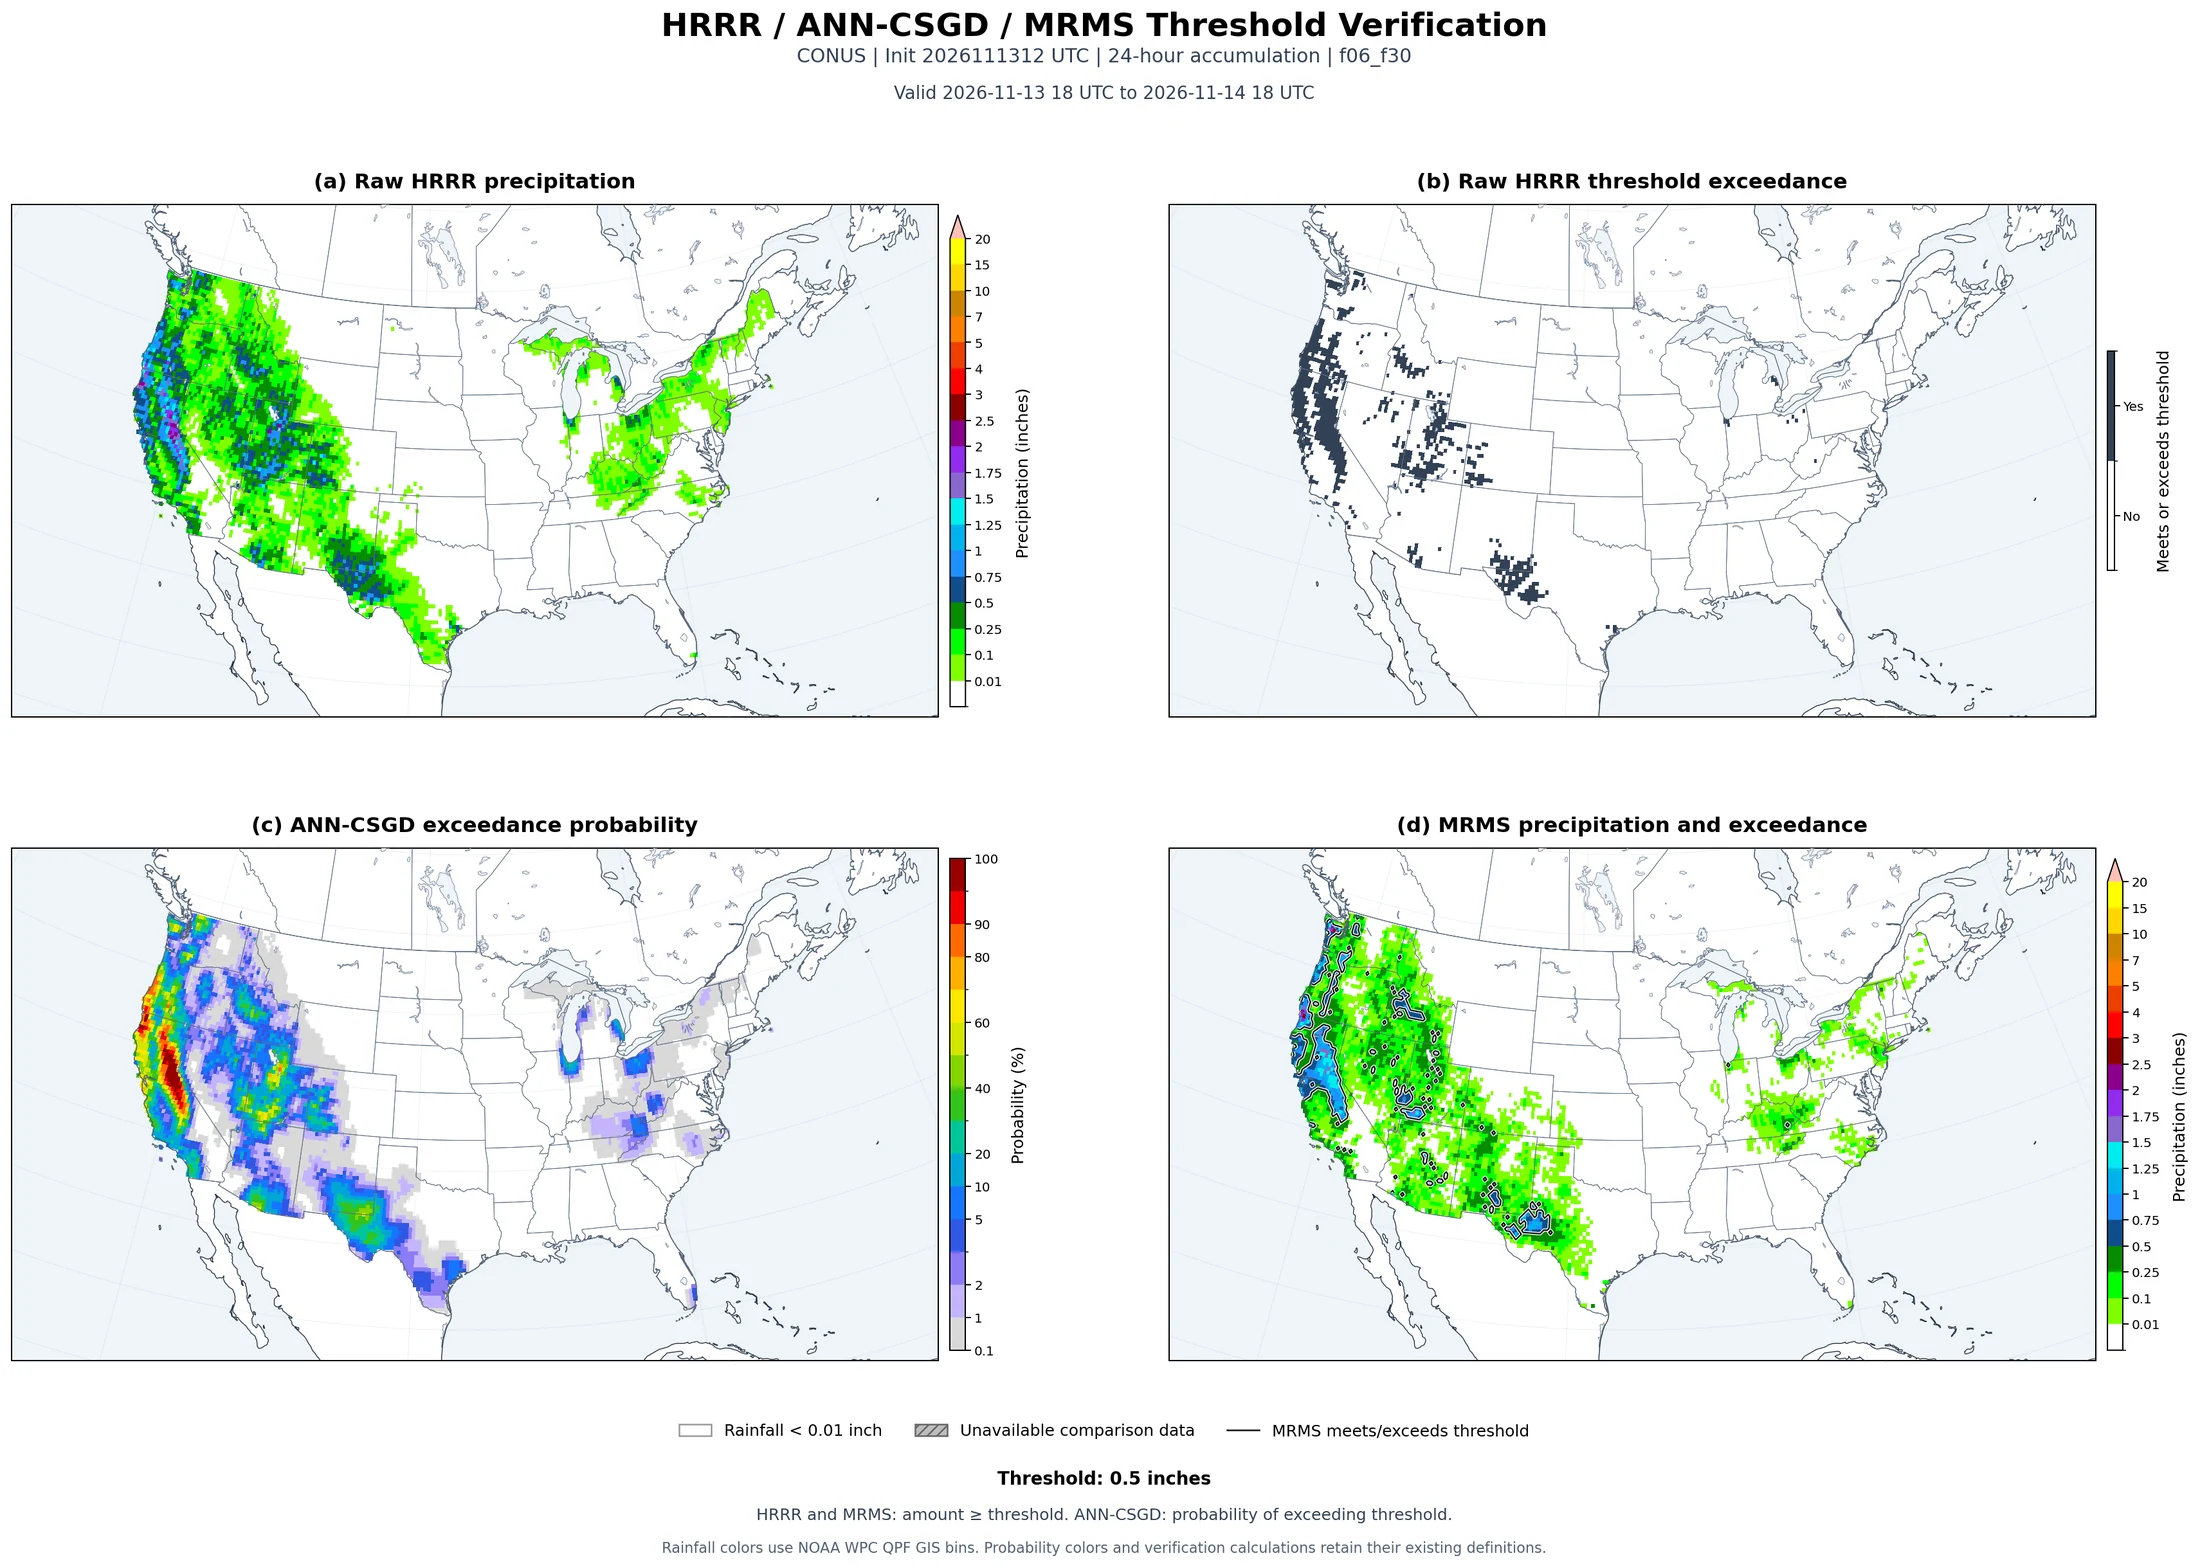 HRRR / ANN-CSGD / MRMS Threshold Verification
CONUS | Init 2026111312 UTC | 24-hour accumulation | f06_f30
Valid 2026-11-13 18 UTC to 2026-11-14 18 UTC
(a) Raw HRRR precipitation
20
15
10
7
5
4
3
2.5
2
1.75
1.5
1.25
1
0.75
0.5
0.25
0.1
0.01
Precipitation (inches)
(b) Raw HRRR threshold exceedance
Yes
No
Meets or exceeds threshold
(c) ANN-CSGD exceedance probability
100
90
80
60
40
20
10
5
2
1
0.1
Probability (%)
(d) MRMS precipitation and exceedance
20
15
10
7
5
4
3
2.5
2
1.75
1.5
1.25
1
0.75
0.5
0.25
0.1
0.01
Precipitation (inches)
Rainfall < 0.01 inch
Unavailable comparison data
MRMS meets/exceeds threshold
Threshold: 0.5 inches
HRRR and MRMS: amount ≥ threshold. ANN-CSGD: probability of exceeding threshold.
Rainfall colors use NOAA WPC QPF GIS bins. Probability colors and verification calculations retain their existing definitions.